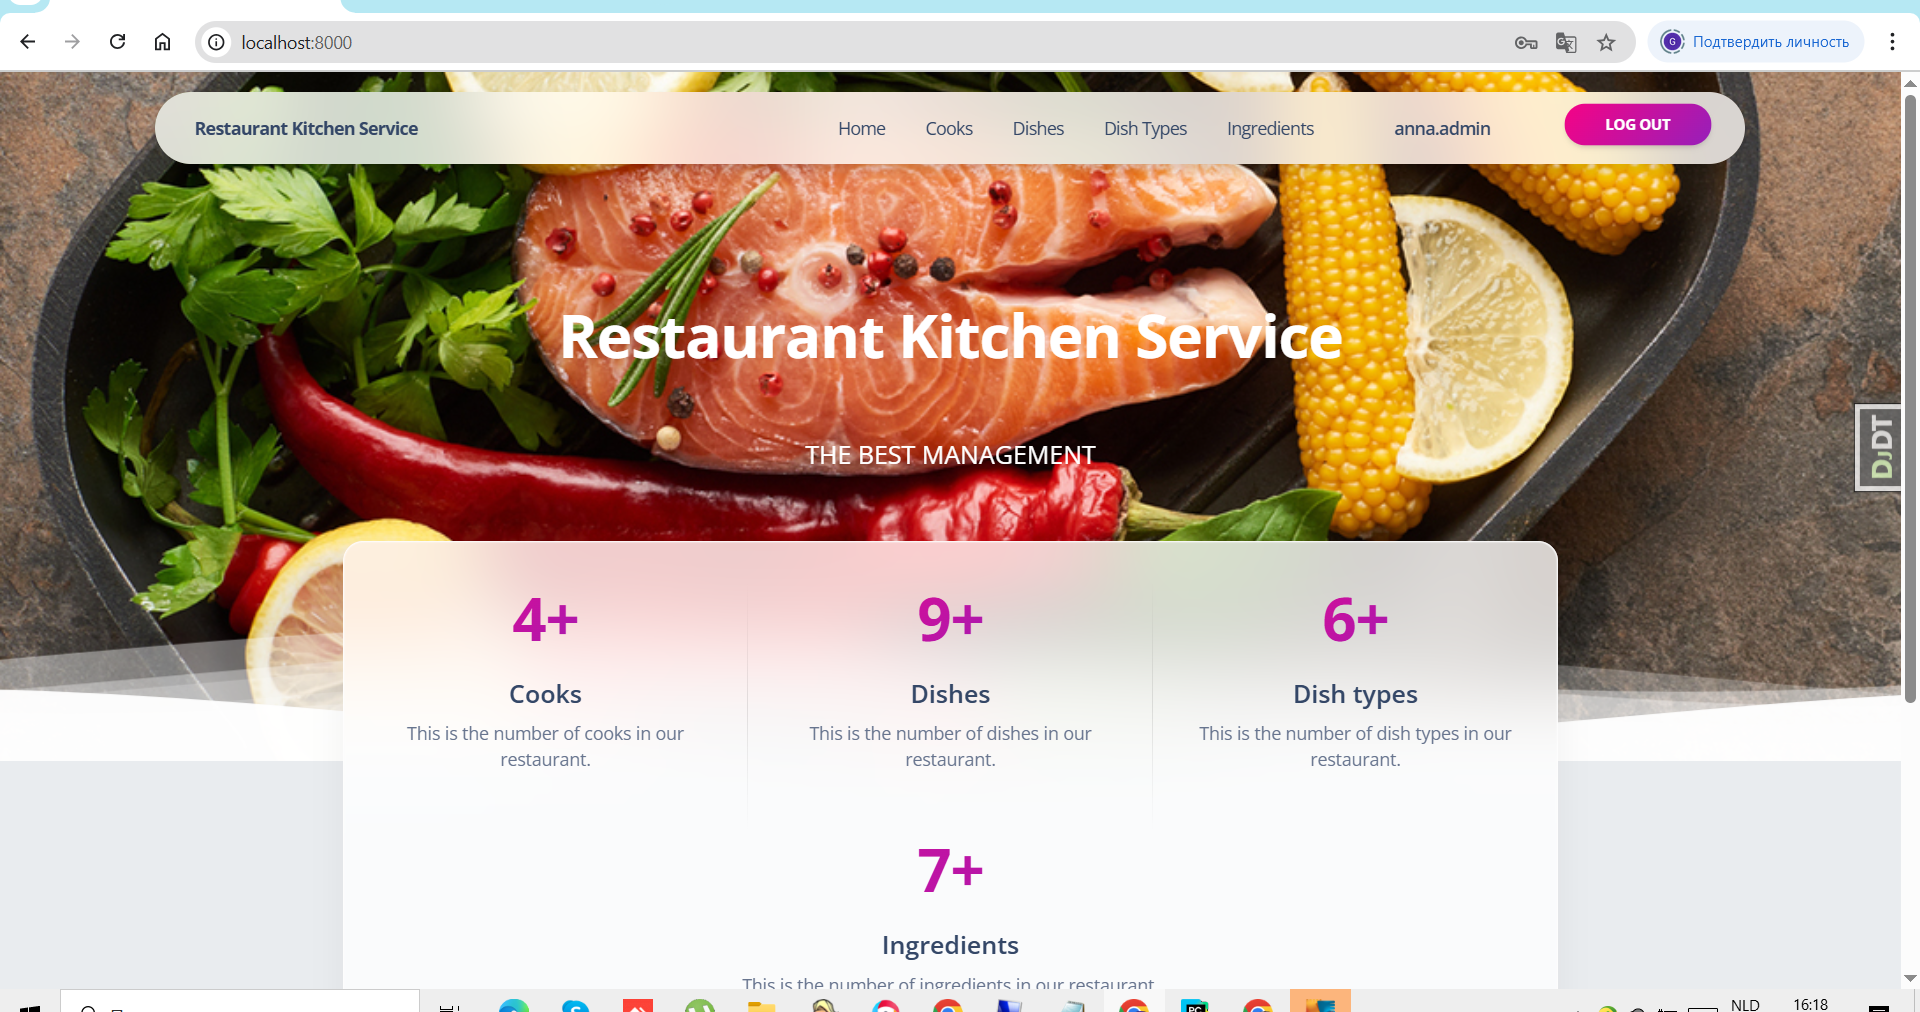 localhost:8000
Подтвердить личность
Restaurant Kitchen Service
Home
Cooks
Dishes
Dish Types
Ingredients
anna.admin
LOG OUT
Restaurant Kitchen Service
THE BEST MANAGEMENT
DJDT
4+
Cooks
This is the number of cooks in our
restaurant.
9+
Dishes
This is the number of dishes in our
restaurant.
6+
Dish types
This is the number of dish types in our
restaurant.
7+
Ingredients
This is the number of ingredients in our restaurant
PC
NLD
16:18